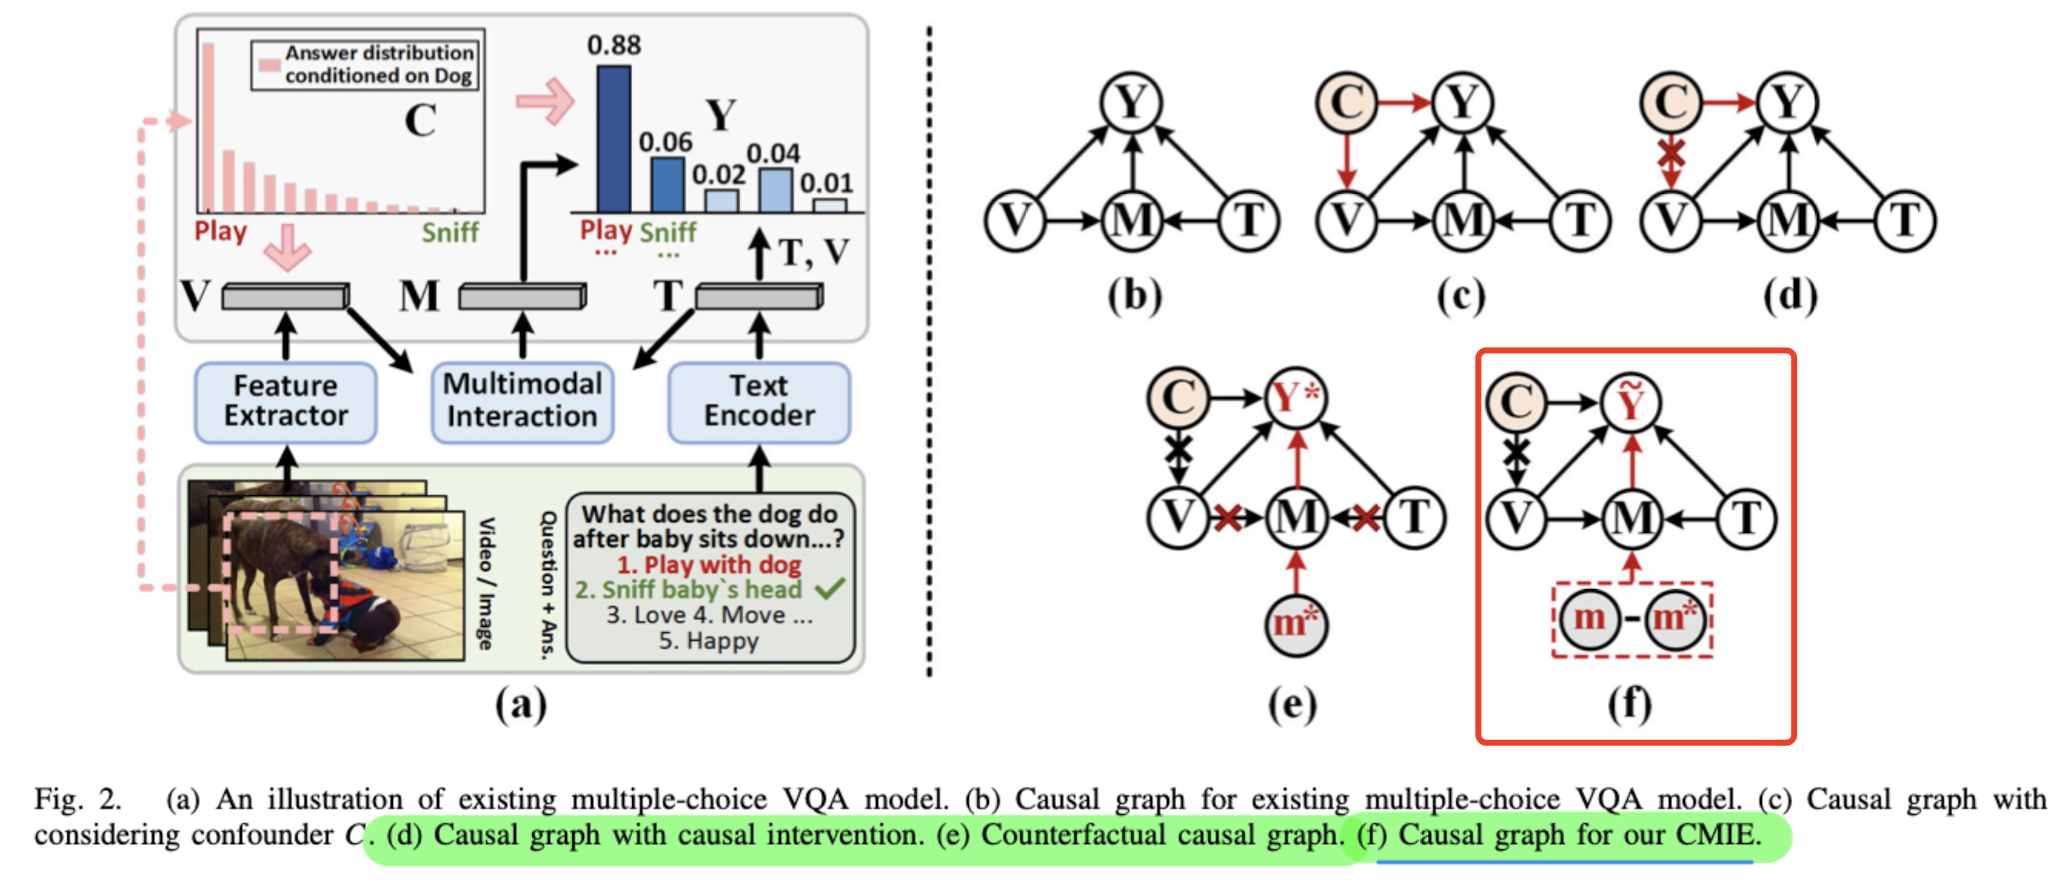 Answer distribution
conditioned on Dog
C
Play
Sniff
0.88
0.06
0.02
0.04
0.01
Y
Play Sniff
... ...
T, V
V
M
T
Feature
Extractor
Multimodal
Interaction
Text
Encoder
Video / Image
Question + Ans.
What does the dog do
after baby sits down...?
1. Play with dog
2. Sniff baby`s head ✓
3. Love 4. Move ...
5. Happy
(a)
Y
V M T
(b)
C Y
V M T
(c)
C Y
V M T
(d)
C Y*
V M T
m*
(e)
C Ỹ
V M T
m - m*
(f)
Fig. 2. (a) An illustration of existing multiple-choice VQA model. (b) Causal graph for existing multiple-choice VQA model. (c) Causal graph with
considering confounder C. (d) Causal graph with causal intervention. (e) Counterfactual causal graph. (f) Causal graph for our CMIE.